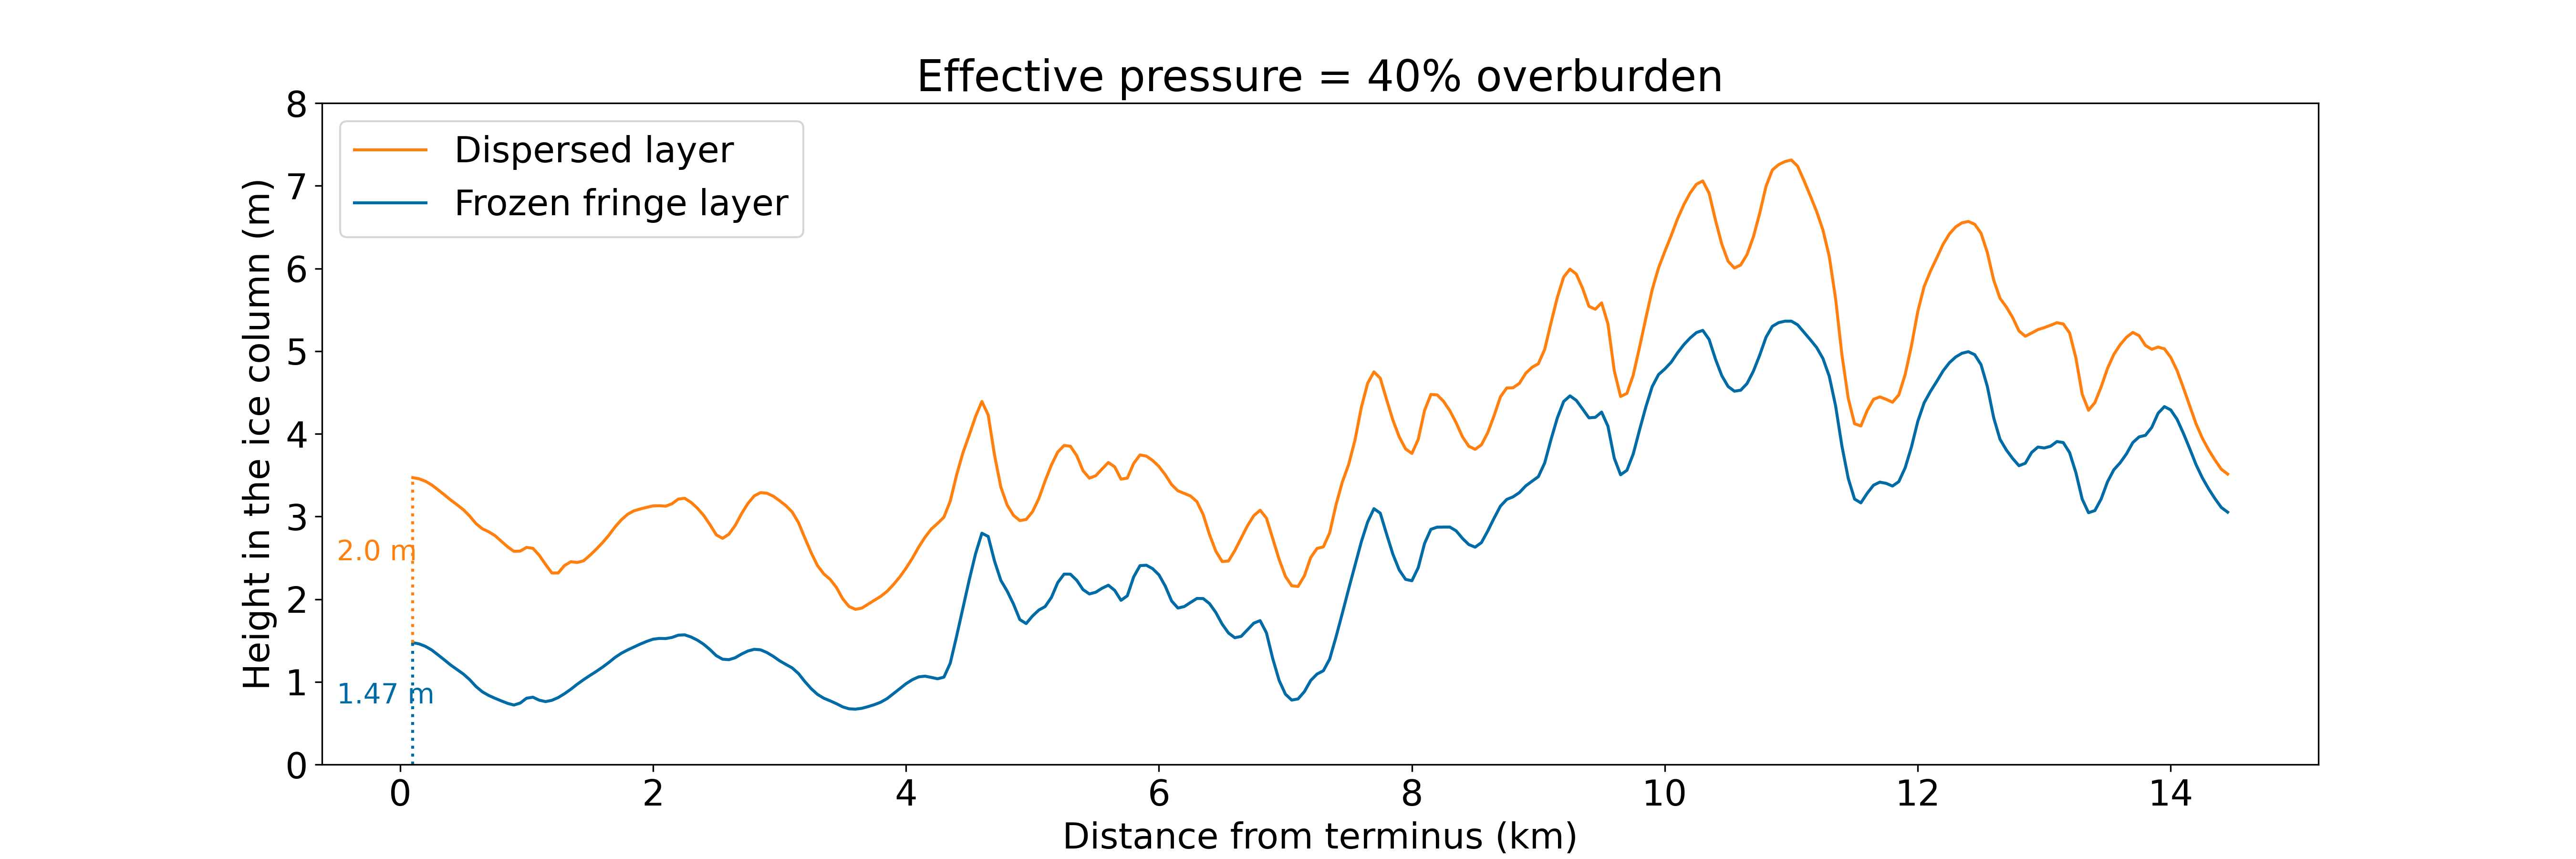 Effective pressure = 40% overburden
Dispersed layer
Frozen fringe layer
Height in the ice column (m)
8
7
6
5
4
3
2
1
0
2.0 m
1.47 m
0 2 4 6 8 10 12 14
Distance from terminus (km)